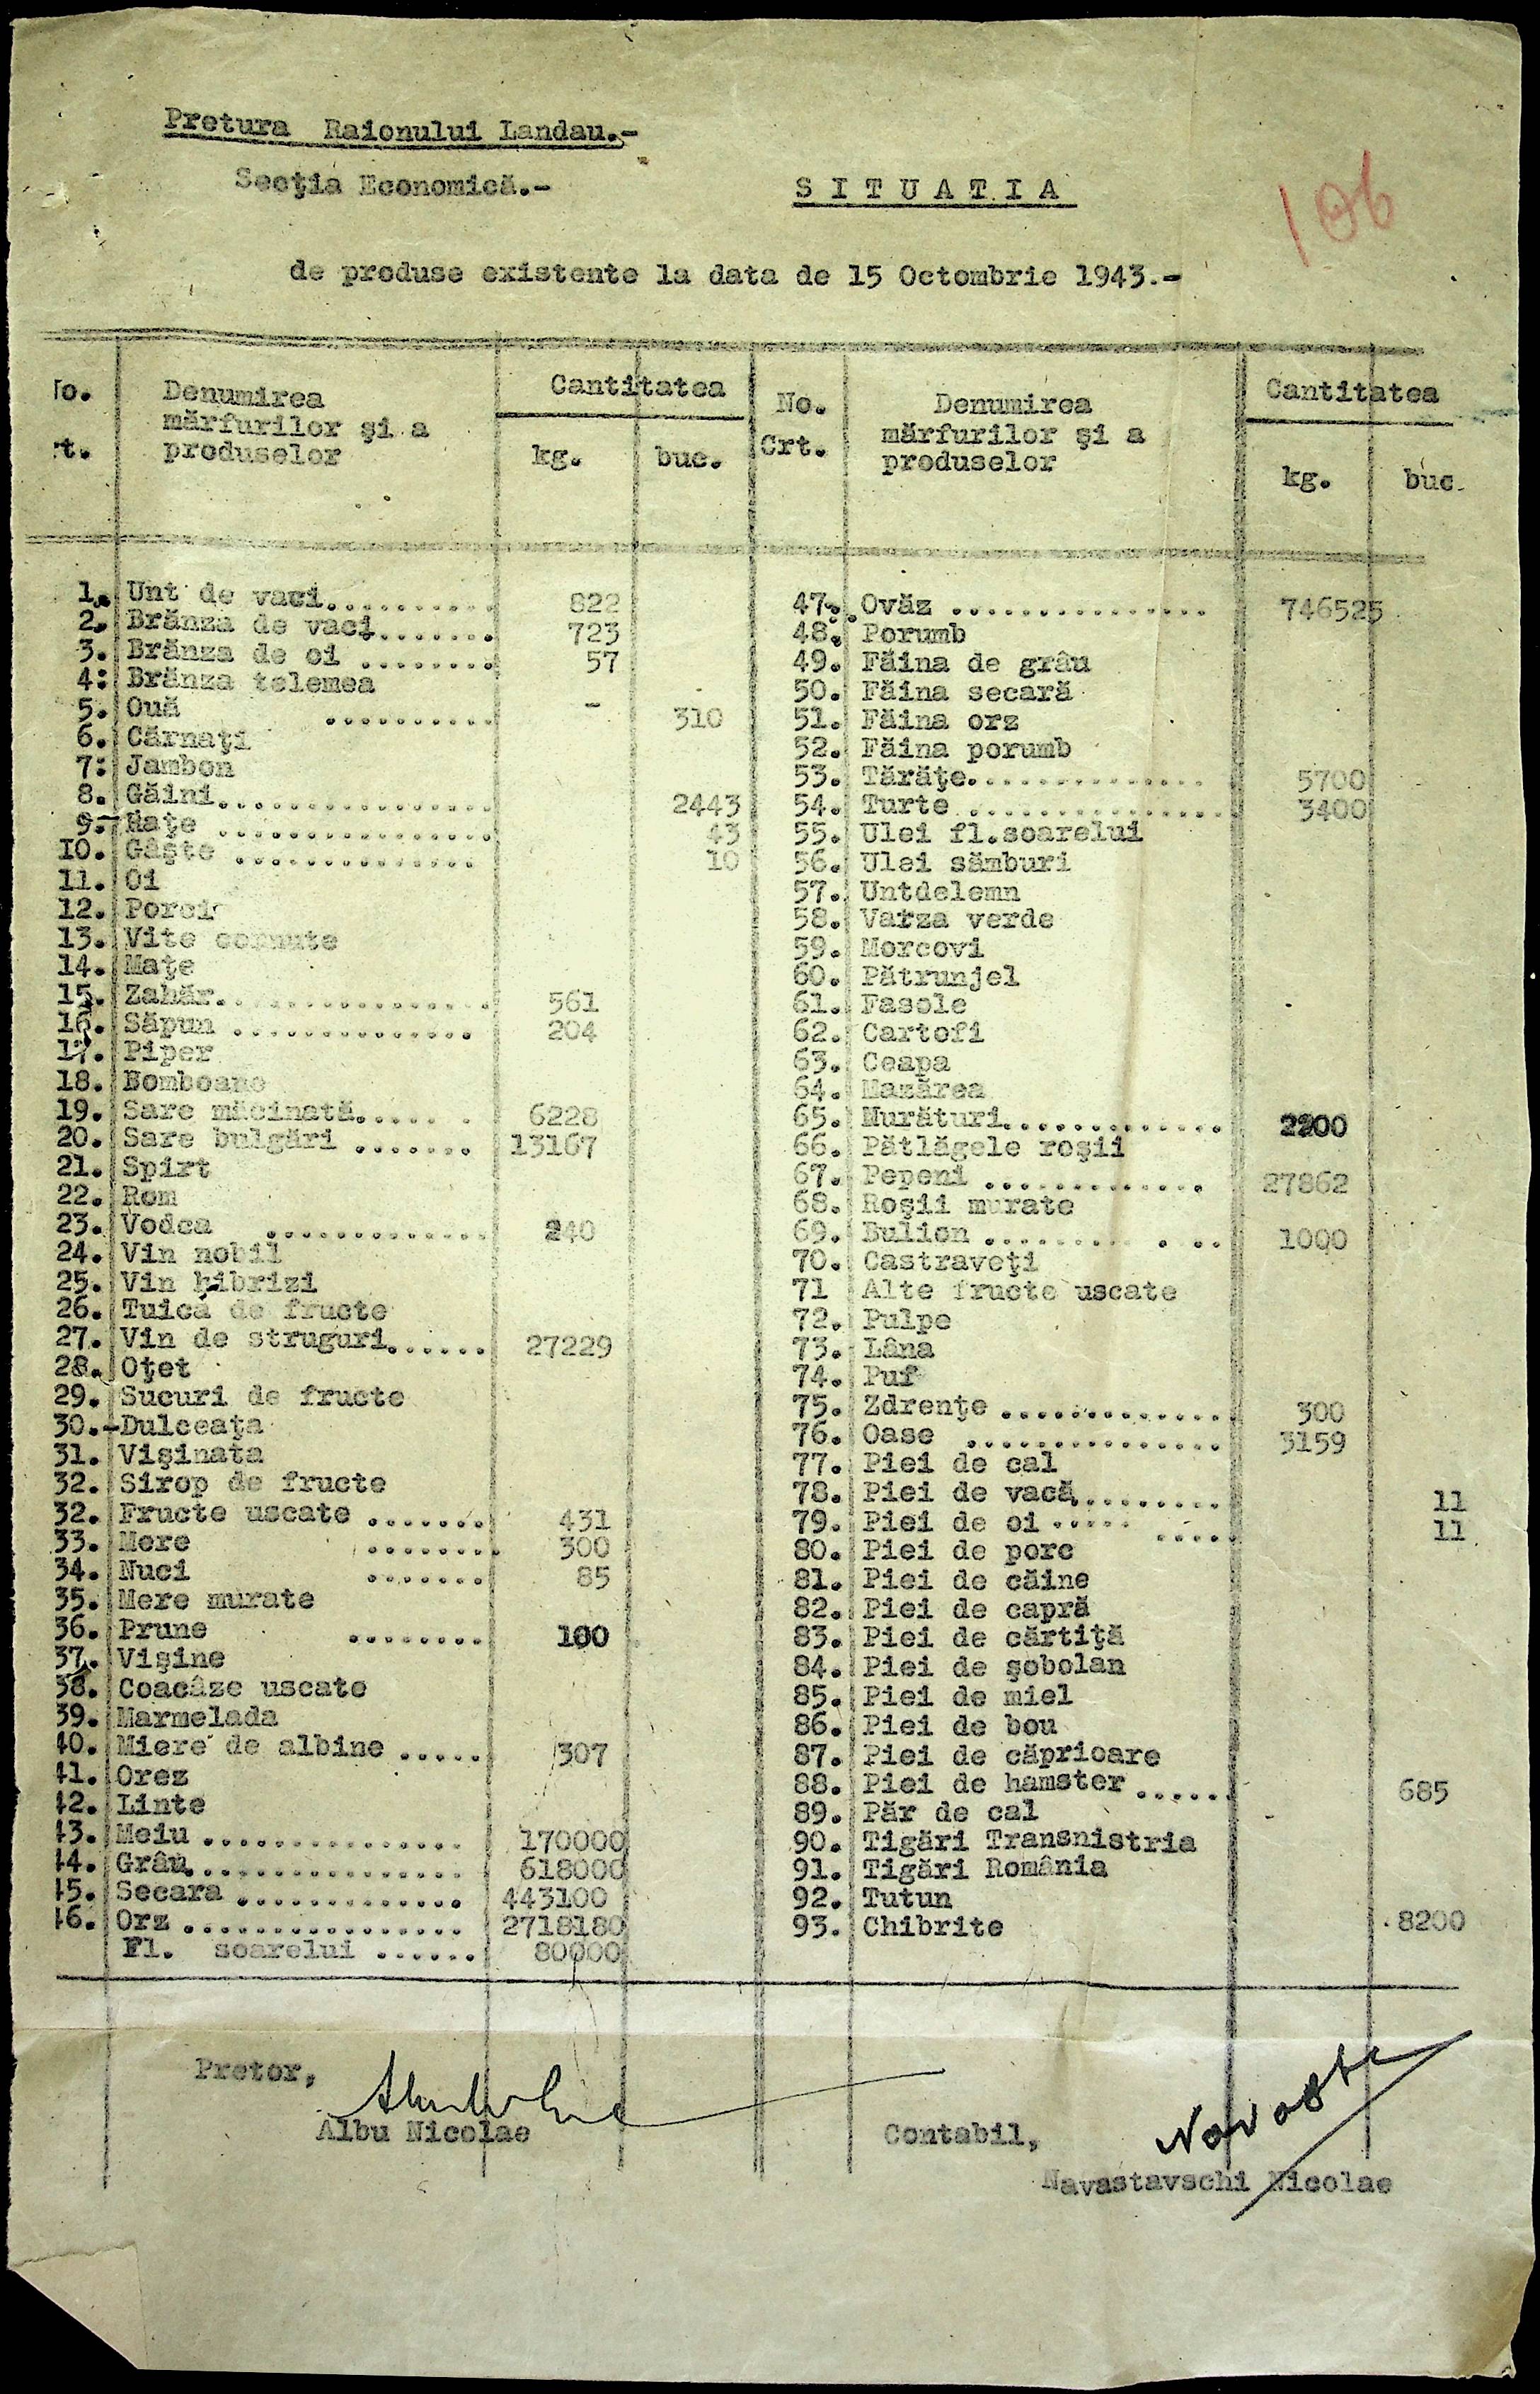 Pretura Raionului Landau.-
Secţia Economică.-
S I T U A T I A
106
de produse existente la data de 15 Octombrie 1943.-
No. Denumirea mărfurilor şi a produselor Cantitatea kg. buc.
No. Crt. Denumirea mărfurilor şi a produselor Cantitatea kg. buc.
1. Unt de vaci.......... 822
2. Brănza de vaci....... 723
3. Brănza de oi ........ 57
4: Brănza telemea
5. Ouă .......... - 310
6. Cărnaţi
7: Jambon
8. Găini................ 2443
9.-Raţe ................ 43
10. Gâşte .............. 10
11. Oi
12. Porci
13. Vite cornute
14. Maţe
15. Zahăr................ 561
16. Săpun .............. 204
17. Piper
18. Bomboane
19. Sare măcinată...... . 6228
20. Sare bulgări ....... 13167
21. Spirt
22. Rom
23. Vodca ............. 240
24. Vin nobil
25. Vin hibrizi
26. Tuică de fructe
27. Vin de struguri...... 27229
28. Oţet
29. Sucuri de fructe
30.-Dulceaţa
31. Vişinata
32. Sirop de fructe
32. Fructe uscate ....... 431
33. Mere ........ 300
34. Nuci ....... 85
35. Mere murate
36. Prune ........ 100
37. Vişine
38. Coacâze uscate
39. Marmelada
40. Miere de albine ..... 307
41. Orez
42. Linte
43. Meiu ............... 170000
44. Grâu................ 618000
45. Secara ............. 443100
46. Orz ................ 2718180
Fl. soarelui ...... 80000
47. Ovăz ............... 746525
48. Porumb
49. Făina de grâu
50. Făina secară
51. Făina orz
52. Făina porumb
53. Tărăţe.............. 5700
54. Turte ................ 3400
55. Ulei fl.soarelui
56. Ulei sămburi
57. Untdelemn
58. Varza verde
59. Morcovi
60. Pătrunjel
61. Fasole
62. Cartofi
63. Ceapa
64. Mazărea
65. Murături............. 2200
66. Pătlăgele roşii
67. Pepeni ............. 27862
68. Roşii murate
69. Bulion ........ . .. 1000
70. Castraveţi
71 Alte fructe uscate
72. Pulpe
73. Lâna
74. Puf
75. Zdrenţe .............. 300
76. Oase ............... 3159
77. Piei de cal
78. Piei de vacă......... 11
79. Piei de oi ..... ..... 11
80. Piei de porc
81. Piei de căine
82. Piei de capră
83. Piei de cărtiţă
84. Piei de şobolan
85. Piei de miel
86. Piei de bou
87. Piei de căprioare
88. Piei de hamster ...... 685
89. Păr de cal
90. Tigări Transnistria
91. Tigări România
92. Tutun
93. Chibrite 8200
Pretor,
Albu Nicolae
Contabil,
Navastavschi Nicolae